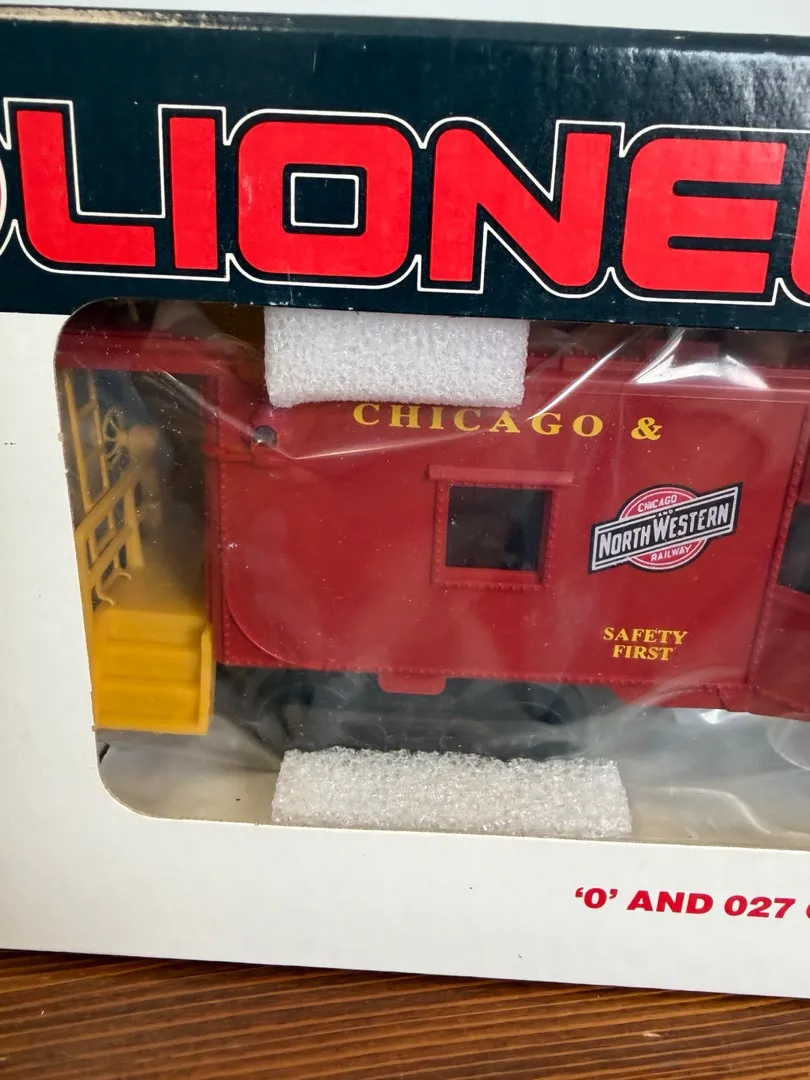 LIONE
CHICAGO &
CHICAGO
AND
NORTH WESTERN
RAILWAY
SAFETY
FIRST
'O' AND 027